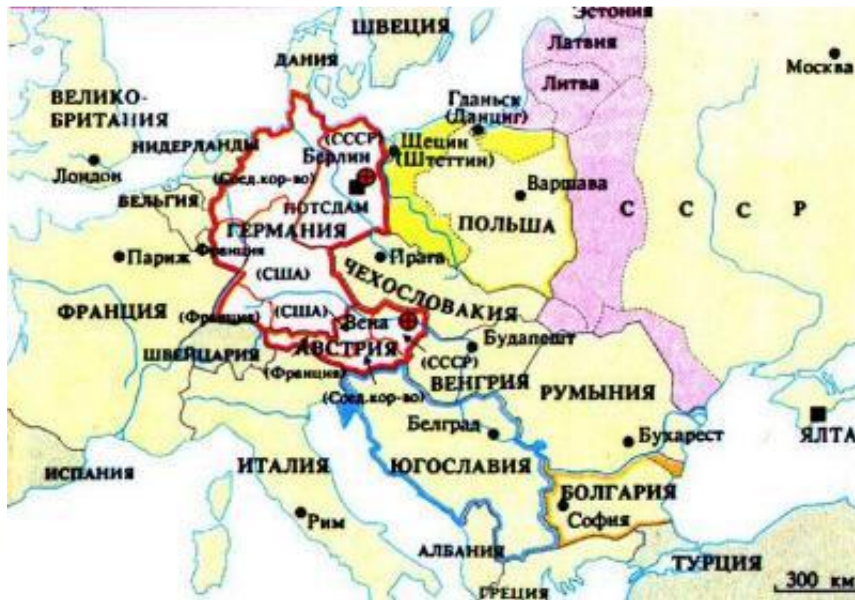 ЭСТОНИЯ
ШВЕЦИЯ
ЛАТВИЯ
Москва
ДАНИЯ
ЛИТВА
ВЕЛИКО-
БРИТАНИЯ
Гданьск
(Данциг)
НИДЕРЛАНДЫ
(СССР)
Щецин
(Штеттин)
Берлин
Лондон
(Соед.кор-во)
Варшава
БЕЛЬГИЯ
ПОТСДАМ
ПОЛЬША
С С С Р
ГЕРМАНИЯ
Франция
Париж
Прага
(США)
ЧЕХОСЛОВАКИЯ
ФРАНЦИЯ
(Франция)
(США)
Вена
Будапешт
ШВЕЙЦАРИЯ
АВСТРИЯ
(СССР)
(Франция)
ВЕНГРИЯ
РУМЫНИЯ
(Соед.кор-во)
Белград
Бухарест
ЯЛТА
ИСПАНИЯ
ИТАЛИЯ
ЮГОСЛАВИЯ
БОЛГАРИЯ
София
Рим
АЛБАНИЯ
ТУРЦИЯ
ГРЕЦИЯ
300 км